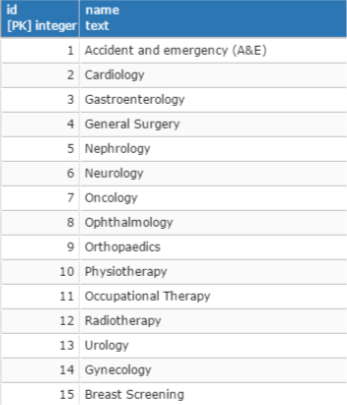 id name
[PK] integer text
1 Accident and emergency (A&E)
2 Cardiology
3 Gastroenterology
4 General Surgery
5 Nephrology
6 Neurology
7 Oncology
8 Ophthalmology
9 Orthopaedics
10 Physiotherapy
11 Occupational Therapy
12 Radiotherapy
13 Urology
14 Gynecology
15 Breast Screening